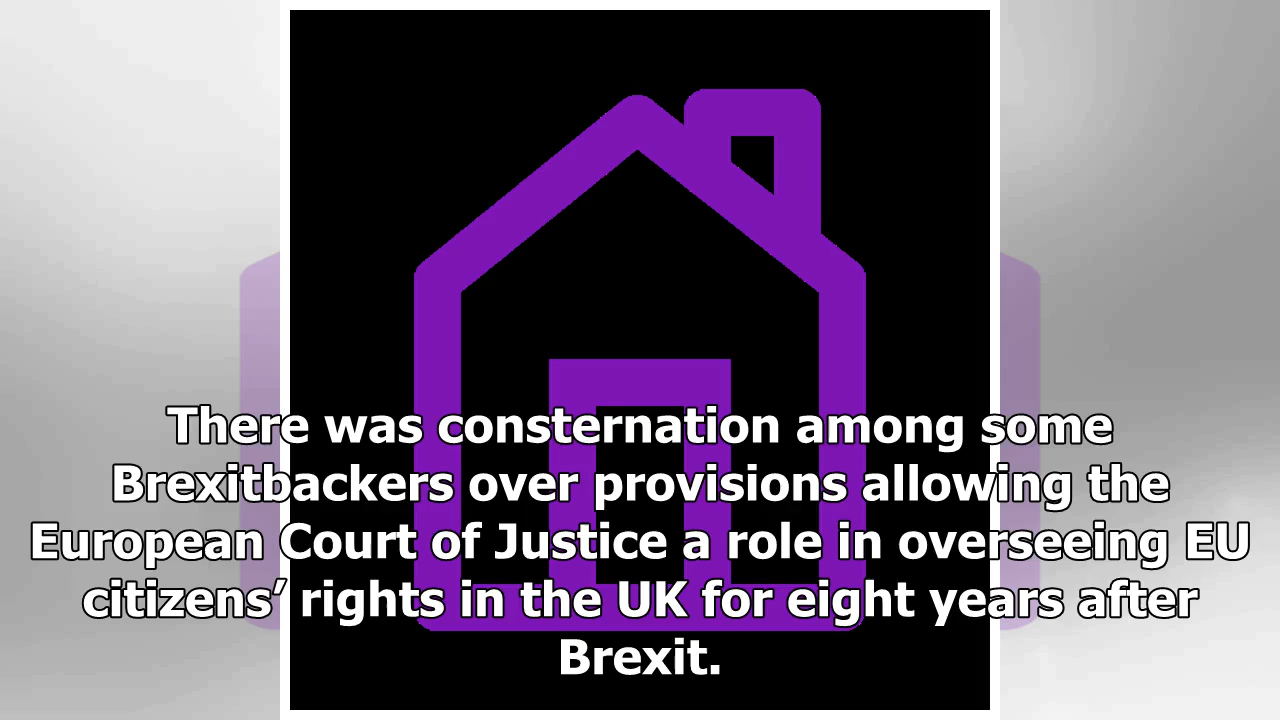 There was consternation among some
Brexitbackers over provisions allowing the
European Court of Justice a role in overseeing EU
citizens’ rights in the UK for eight years after
Brexit.